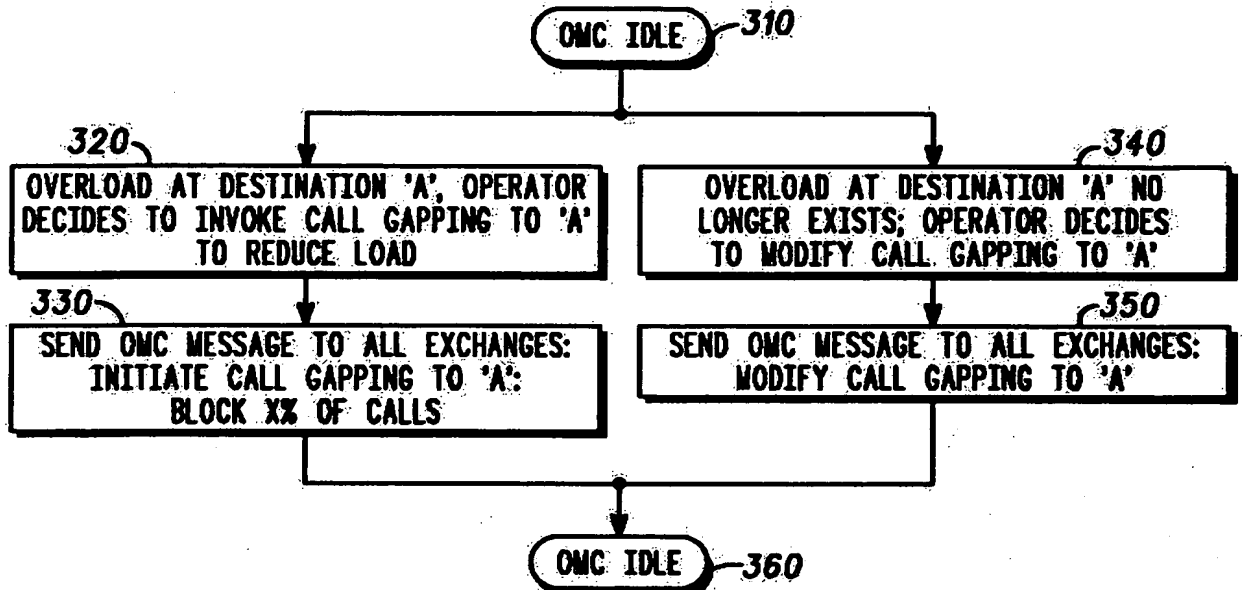 OMC IDLE
310
320
OVERLOAD AT DESTINATION 'A', OPERATOR
DECIDES TO INVOKE CALL GAPPING TO 'A'
TO REDUCE LOAD
340
OVERLOAD AT DESTINATION 'A' NO
LONGER EXISTS; OPERATOR DECIDES
TO MODIFY CALL GAPPING TO 'A'
330
SEND OMC MESSAGE TO ALL EXCHANGES:
INITIATE CALL GAPPING TO 'A':
BLOCK X% OF CALLS
350
SEND OMC MESSAGE TO ALL EXCHANGES:
MODIFY CALL GAPPING TO 'A'
OMC IDLE
360